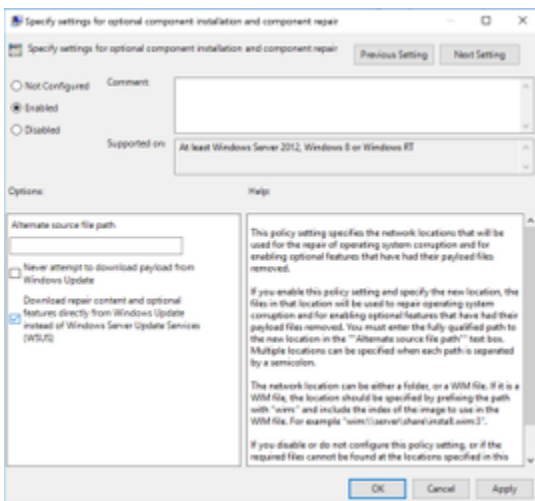 Specify settings for optional component installation and component repair
Specify settings for optional component installation and component repair
Previous Setting
Next Setting
Not Configured
Comment:
Enabled
Disabled
Supported on:
At least Windows Server 2012, Windows 8 or Windows RT
Options:
Help:
Alternate source file path
Never attempt to download payload from
Windows Update
Download repair content and optional
features directly from Windows Update
instead of Windows Server Update Services
(WSUS)
This policy setting specifies the network locations that will be
used for the repair of operating system corruption and for
enabling optional features that have had their payload files
removed.
If you enable this policy setting and specify the new location, the
files in that location will be used to repair operating system
corruption and for enabling optional features that have had their
payload files removed. You must enter the fully qualified path to
the new location in the ""Alternate source file path"" text box.
Multiple locations can be specified when each path is separated
by a semicolon.
The network location can be either a folder, or a WIM file. If it is a
WIM file, the location should be specified by prefixing the path
with "wim:" and include the index of the image to use in the
WIM file. For example "wim:\\server\share\install.wim:3".
If you disable or do not configure this policy setting, or if the
required files cannot be found at the locations specified in this
OK
Cancel
Apply